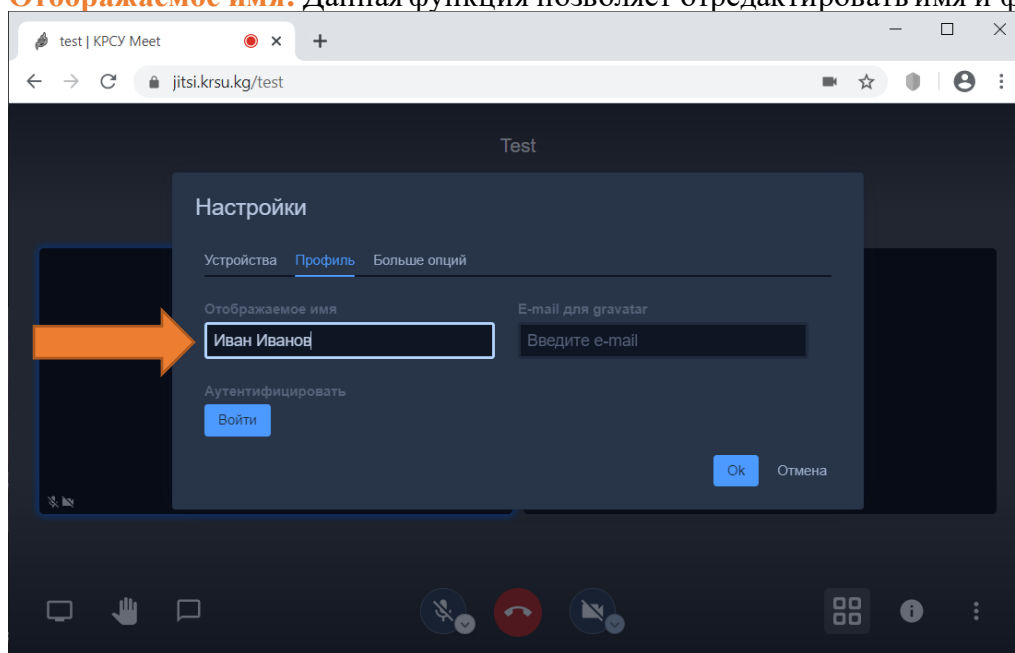 Отображаемое имя: Данная функция позволяет отредактировать имя и ф
test | КРСУ Meet
jitsi.krsu.kg/test
Test
Настройки
Устройства Профиль Больше опций
Отображаемое имя E-mail для gravatar
Иван Иванов Введите e-mail
Аутентифицировать
Войти
Ok Отмена